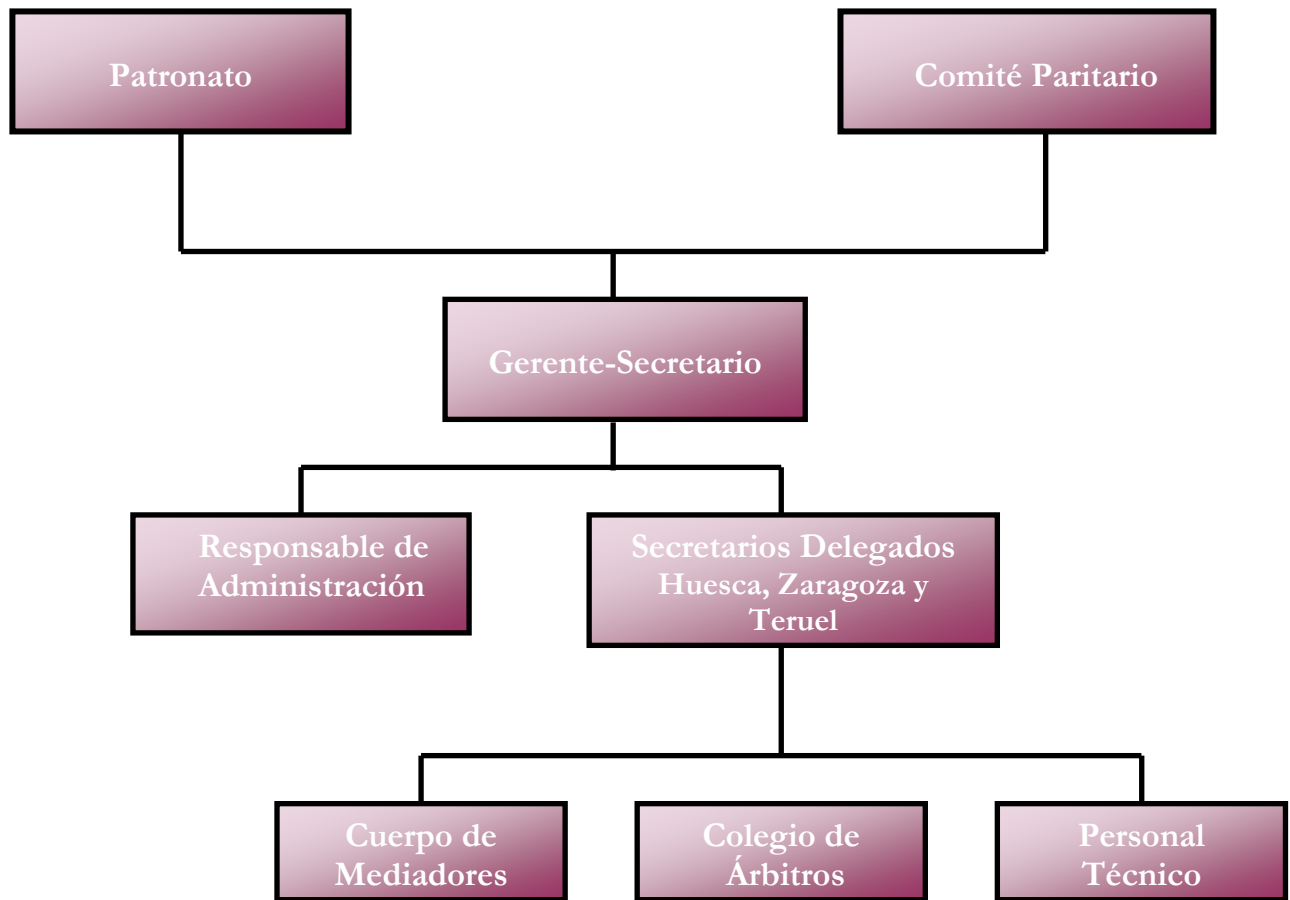 Patronato
Comité Paritario
Gerente-Secretario
Responsable de
Administración
Secretarios Delegados
Huesca, Zaragoza y
Teruel
Cuerpo de
Mediadores
Colegio de
Árbitros
Personal
Técnico